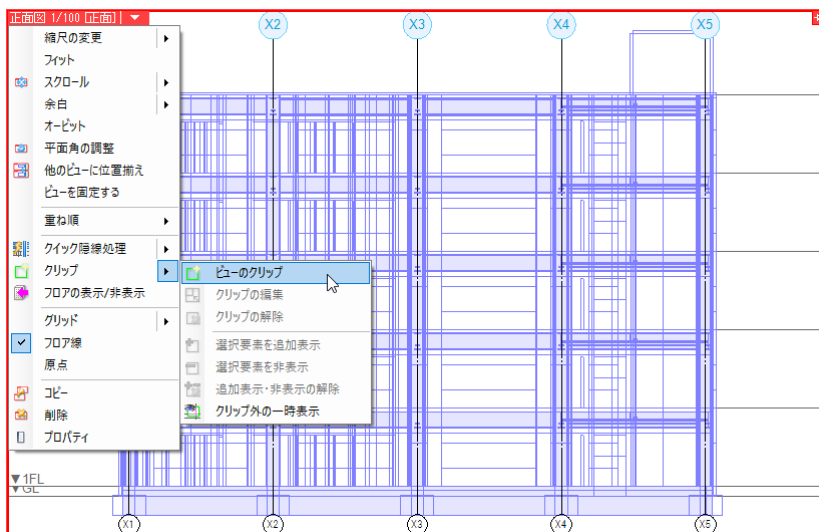 正面図 1/100 [正面]
X2 X3 X4 X5
縮尺の変更
フィット
スクロール
余白
オービット
平面角の調整
他のビューに位置揃え
ビューを固定する
重ね順
クイック隠線処理
クリップ
フロアの表示/非表示
グリッド
フロア線
原点
コピー
削除
プロパティ
ビューのクリップ
クリップの編集
クリップの解除
選択要素を追加表示
選択要素を非表示
追加表示・非表示の解除
クリップ外の一時表示
▼1FL
▼GL
X1 X2 X3 X4 X5